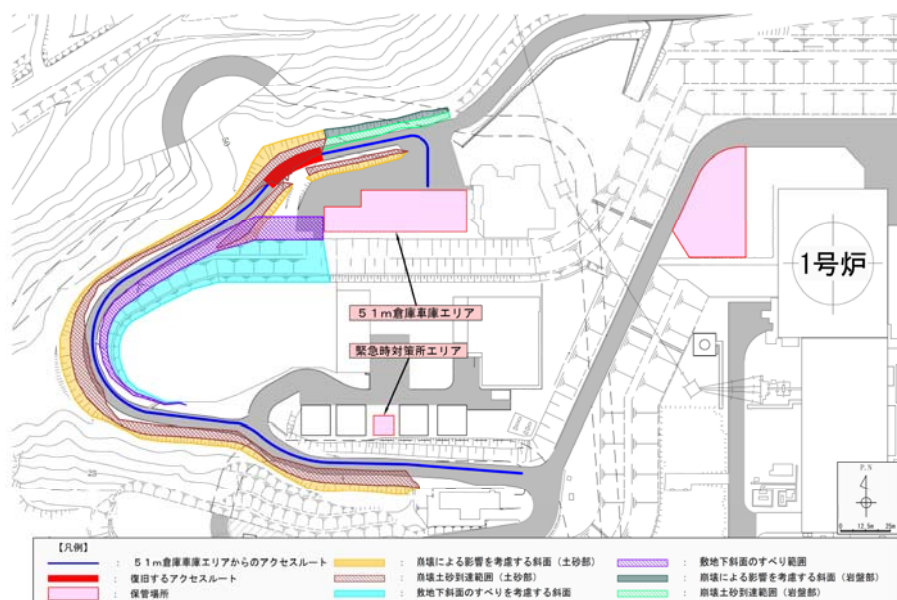 1号炉
51m倉庫車庫エリア
緊急時対策所エリア
50
25
P.N
0 12.5m 25m
【凡例】
: 51m倉庫車庫エリアからのアクセスルート
: 崩壊による影響を考慮する斜面(土砂部)
: 敷地下斜面のすべり範囲
: 復旧するアクセスルート
: 崩壊土砂到達範囲(土砂部)
: 崩壊による影響を考慮する斜面(岩盤部)
: 保管場所
: 敷地下斜面のすべりを考慮する斜面
: 崩壊土砂到達範囲(岩盤部)